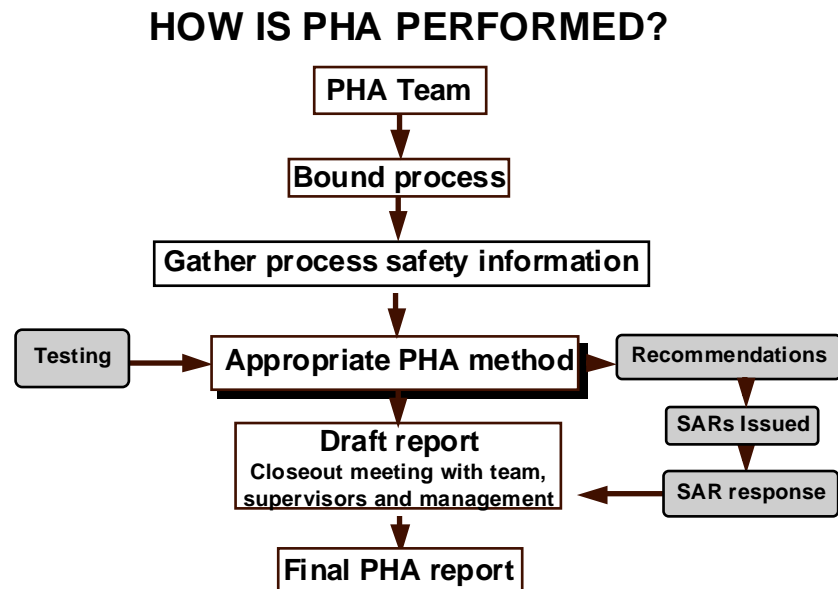 HOW IS PHA PERFORMED?
PHA Team
Bound process
Gather process safety information
Testing
Appropriate PHA method
Recommendations
SARs Issued
Draft report
Closeout meeting with team,
supervisors and management
SAR response
Final PHA report